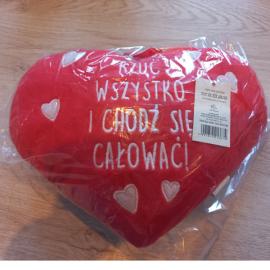 RZUĆ
WSZYSTKO
I CHODŹ SIĘ
CAŁOWAĆ!